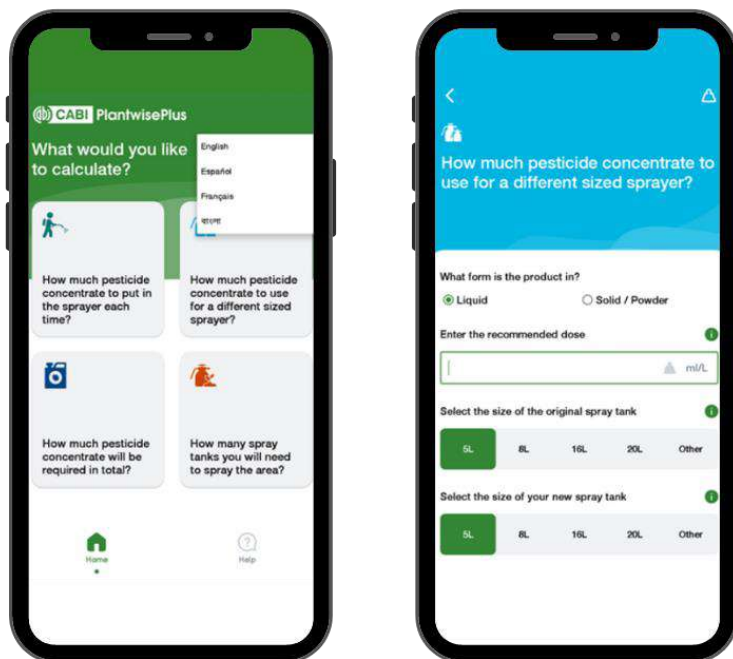 CABI PlantwisePlus
What would you like
to calculate?
English
Español
Français
বাংলা
How much pesticide
concentrate to put in
the sprayer each
time?
How much pesticide
concentrate to use
for a different sized
sprayer?
How much pesticide
concentrate will be
required in total?
How many spray
tanks you will need
to spray the area?
Home
Help
How much pesticide concentrate to
use for a different sized sprayer?
What form is the product in?
Liquid
Solid / Powder
Enter the recommended dose
ml/L
Select the size of the original spray tank
5L 8L 16L 20L Other
Select the size of your new spray tank
5L 8L 16L 20L Other